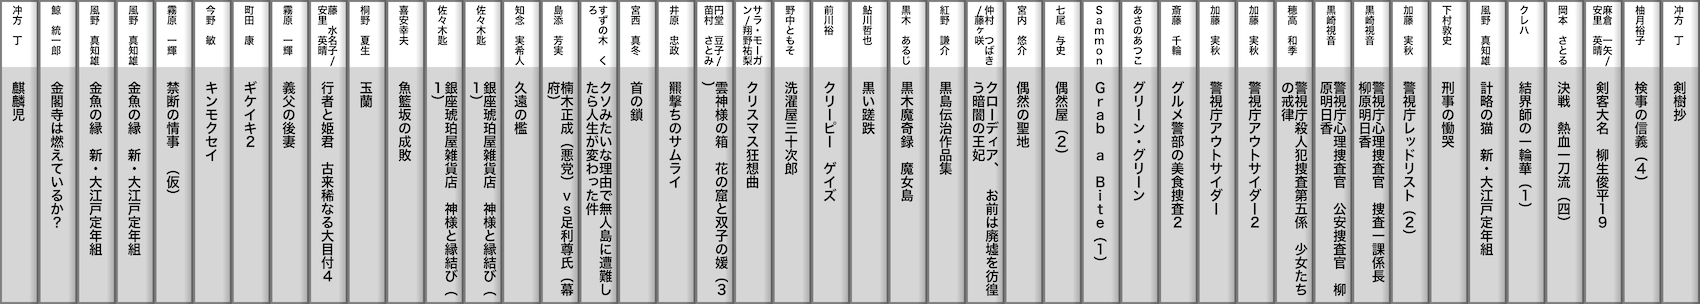 冲方 丁
剣樹抄
柚月裕子
検事の信義（４）
麻倉 一矢/
安里 英晴
剣客大名 柳生俊平１９
岡本 さとる
決戦 熱血一刀流（四）
クレハ
結界師の一輪華（１）
風野 真知雄
計略の猫 新・大江戸定年組
下村敦史
刑事の慟哭
加藤 実秋
警視庁レッドリスト（２）
黒崎視音
警視庁心理捜査官 捜査一課係長
柳原明日香
黒崎視音
警視庁心理捜査官 公安捜査官 柳
原明日香
穂高 和季
警視庁殺人犯捜査第五係 少女たち
の戒律
加藤 実秋
警視庁アウトサイダー２
加藤 実秋
警視庁アウトサイダー
斎藤 千輪
グルメ警部の美食捜査２
あさのあつこ
グリーン・グリーン
Ｓａｍｍｏｎ
Ｇｒａｂ ａ Ｂｉｔｅ（１）
七尾 与史
偶然屋（２）
宮内 悠介
偶然の聖地
仲村 つばき
/藤ヶ咲
クローディア、 お前は廃墟を彷徨
う暗闇の王妃
紅野 謙介
黒島伝治作品集
黒木 あるじ
黒木魔奇録 魔女島
鮎川哲也
黒い蹉跌
前川裕
クリーピー ゲイズ
野中ともそ
洗濯屋三十次郎
サラ・モーガ
ン/翔野祐梨
クリスマス狂想曲
円堂 豆子/
苗村 さとみ
雲神様の箱 花の窟と双子の媛（３
）
井原 忠政
羆撃ちのサムライ
宮西 真冬
首の鎖
すずの木 く
ろ
クソみたいな理由で無人島に遭難し
たら人生が変わった件
島添 芳実
楠木正成（悪党）ｖｓ足利尊氏（幕
府）
知念 実希人
久遠の檻
佐々木匙
銀座琥珀屋雑貨店 神様と縁結び（
１）
佐々木匙
銀座琥珀屋雑貨店 神様と縁結び（
１）
喜安幸夫
魚籃坂の成敗
桐野 夏生
玉蘭
藤 水名子/
安里 英晴
行者と姫君 古来稀なる大目付４
霧原 一輝
義父の後妻
町田 康
ギケイキ２
今野 敏
キンモクセイ
霧原 一輝
禁断の情事 （仮）
風野 真知雄
金魚の縁 新・大江戸定年組
風野 真知雄
金魚の縁 新・大江戸定年組
鯨 統一郎
金閣寺は燃えているか？
冲方 丁
麒麟児